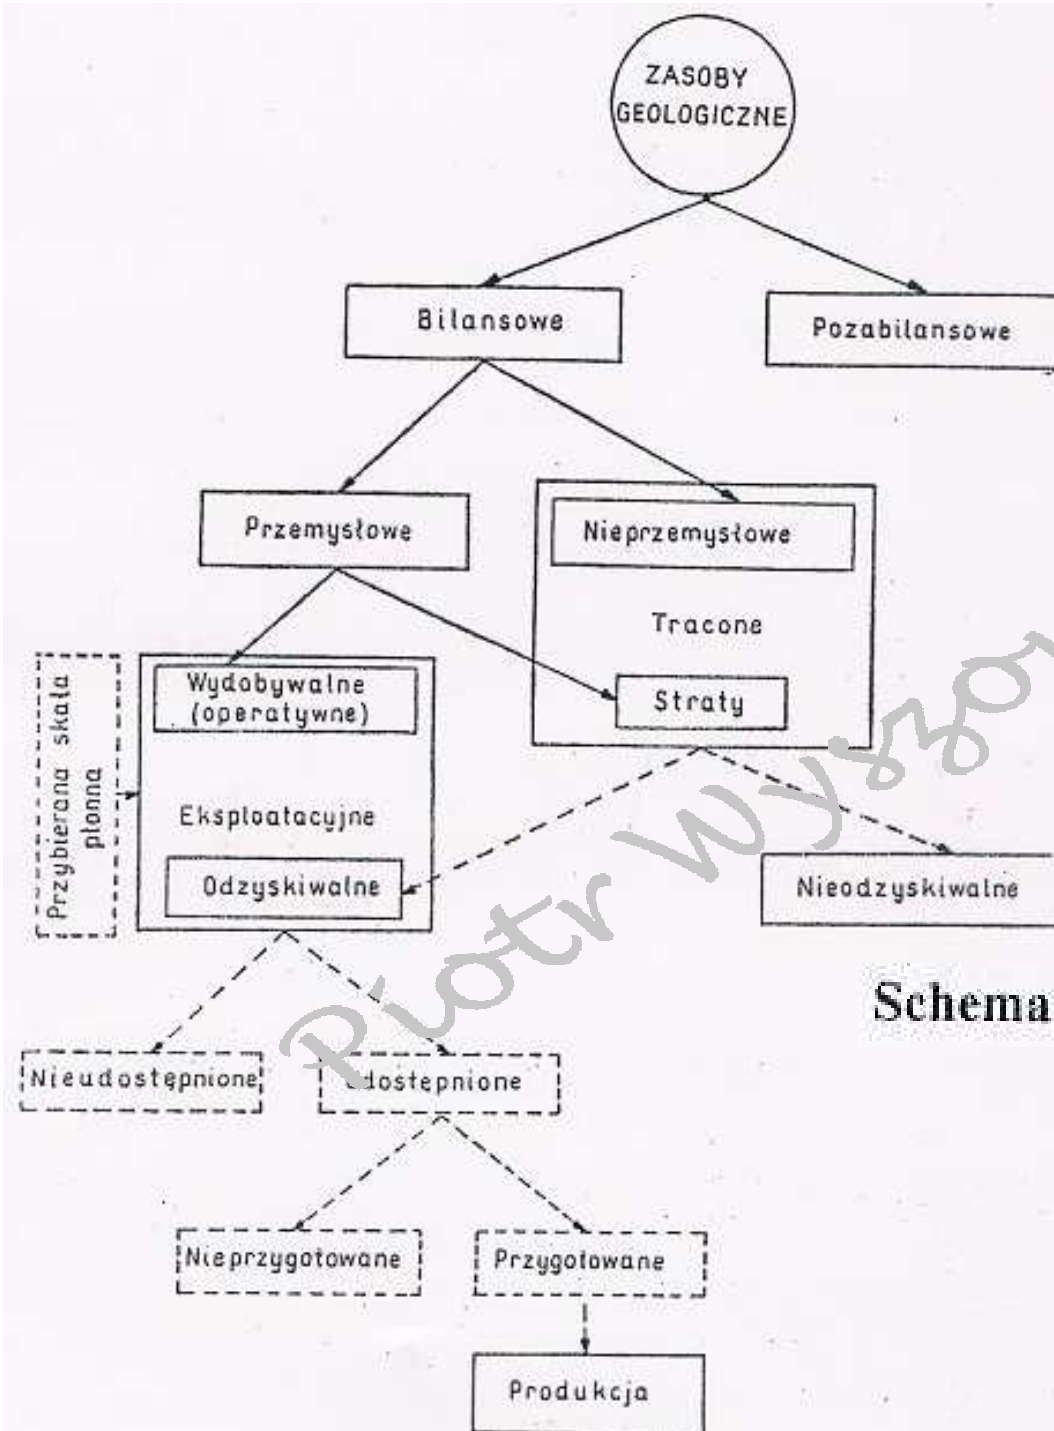 ZASOBY
GEOLOGICZNE
Bilansowe
Pozabilansowe
Przemysłowe
Nieprzemysłowe
Tracone
Straty
Wydobywalne
(operatywne)
Przybierana skała
płonna
Eksploatacyjne
Odzyskiwalne
Nieodzyskiwalne
Piotr Wyszo
Schema
Nieudostępnione
dostępnione
Nieprzygotowane
Przygotowane
Produkcja